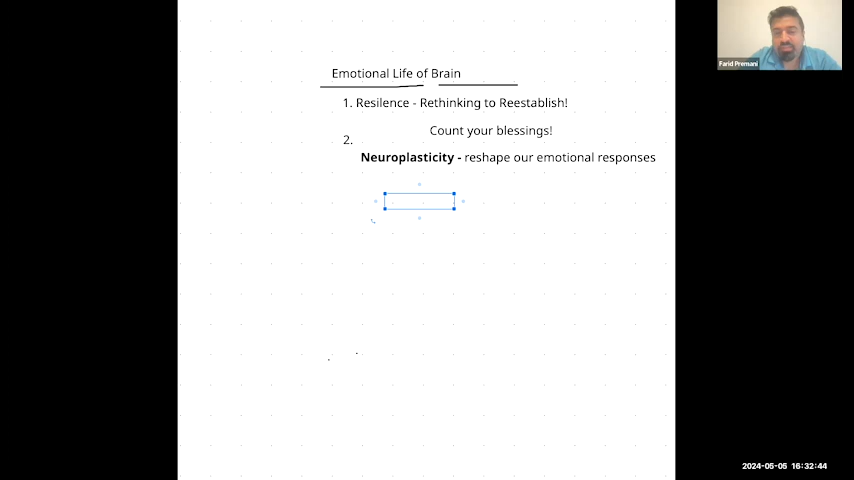 Farid Premani
Emotional Life of Brain
1. Resilence - Rethinking to Reestablish!
Count your blessings!
2.
Neuroplasticity - reshape our emotional responses
2024-05-05 16:32:44